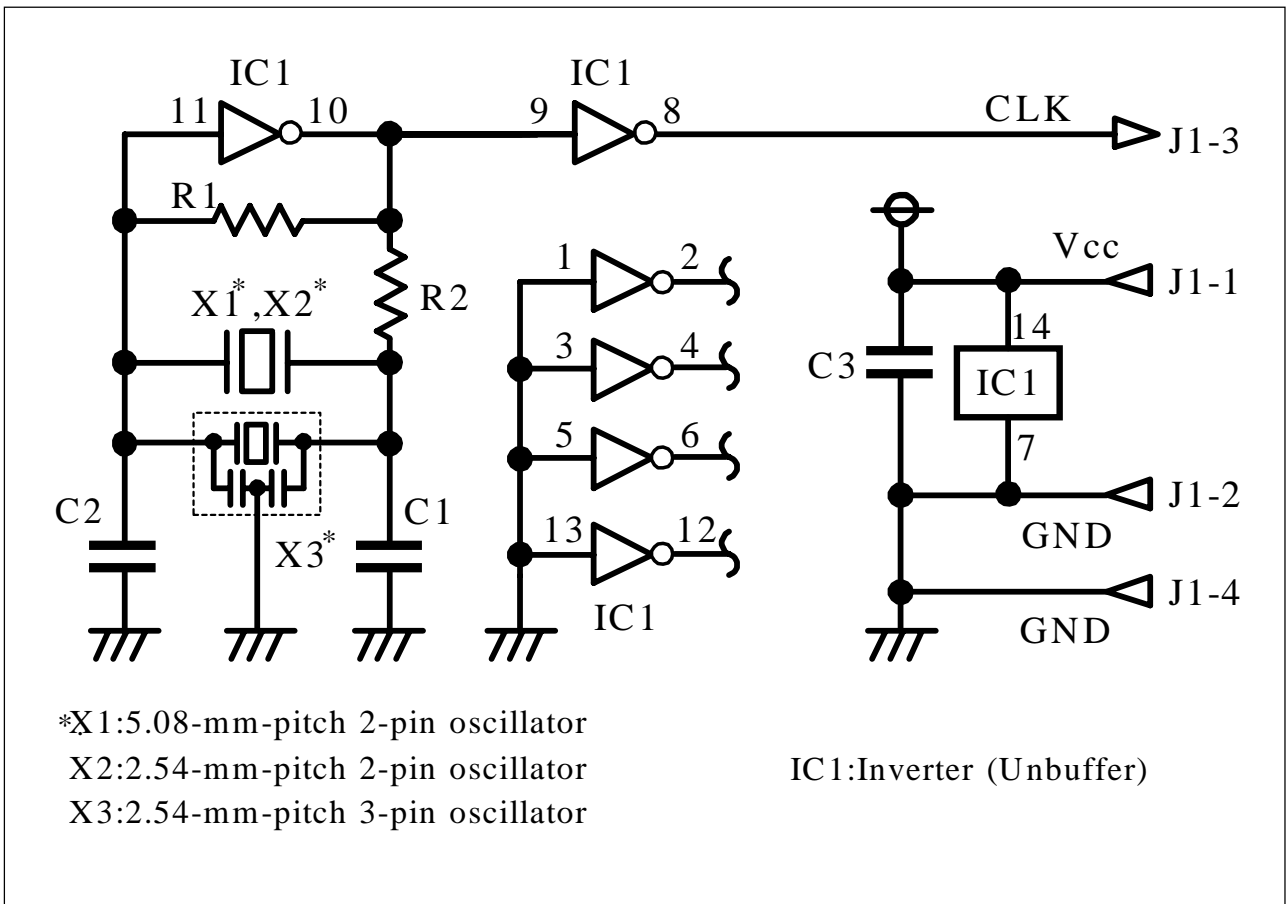 IC1 IC1
11 10 9 8 CLK J1-3
R1
1 2 Vcc J1-1
X1*,X2* R2
3 4 C3 14 IC1
5 6 7
C2 C1 J1-2
X3* 13 12 GND
IC1 J1-4
GND
*X1:5.08-mm-pitch 2-pin oscillator
X2:2.54-mm-pitch 2-pin oscillator IC1:Inverter (Unbuffer)
X3:2.54-mm-pitch 3-pin oscillator